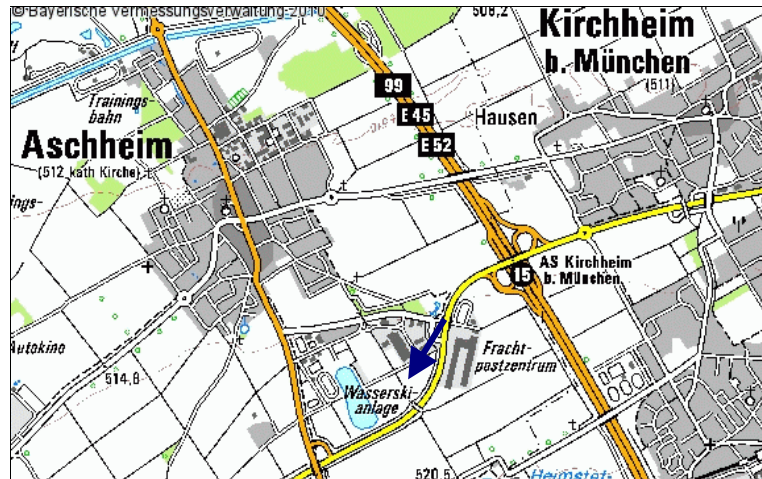 © Bayerische Vermessungsverwaltung 2010
508,2
Kirchheim
b. München
(511)
99
E 45
E 52
Hausen
Trainings-
bahn
Aschheim
(512 kath Kirche)
ings-
AS Kirchheim
b. München
15
Autokino
514,8
Fracht-
postzentrum
Wasserski-
anlage
520,5
Heimstet-